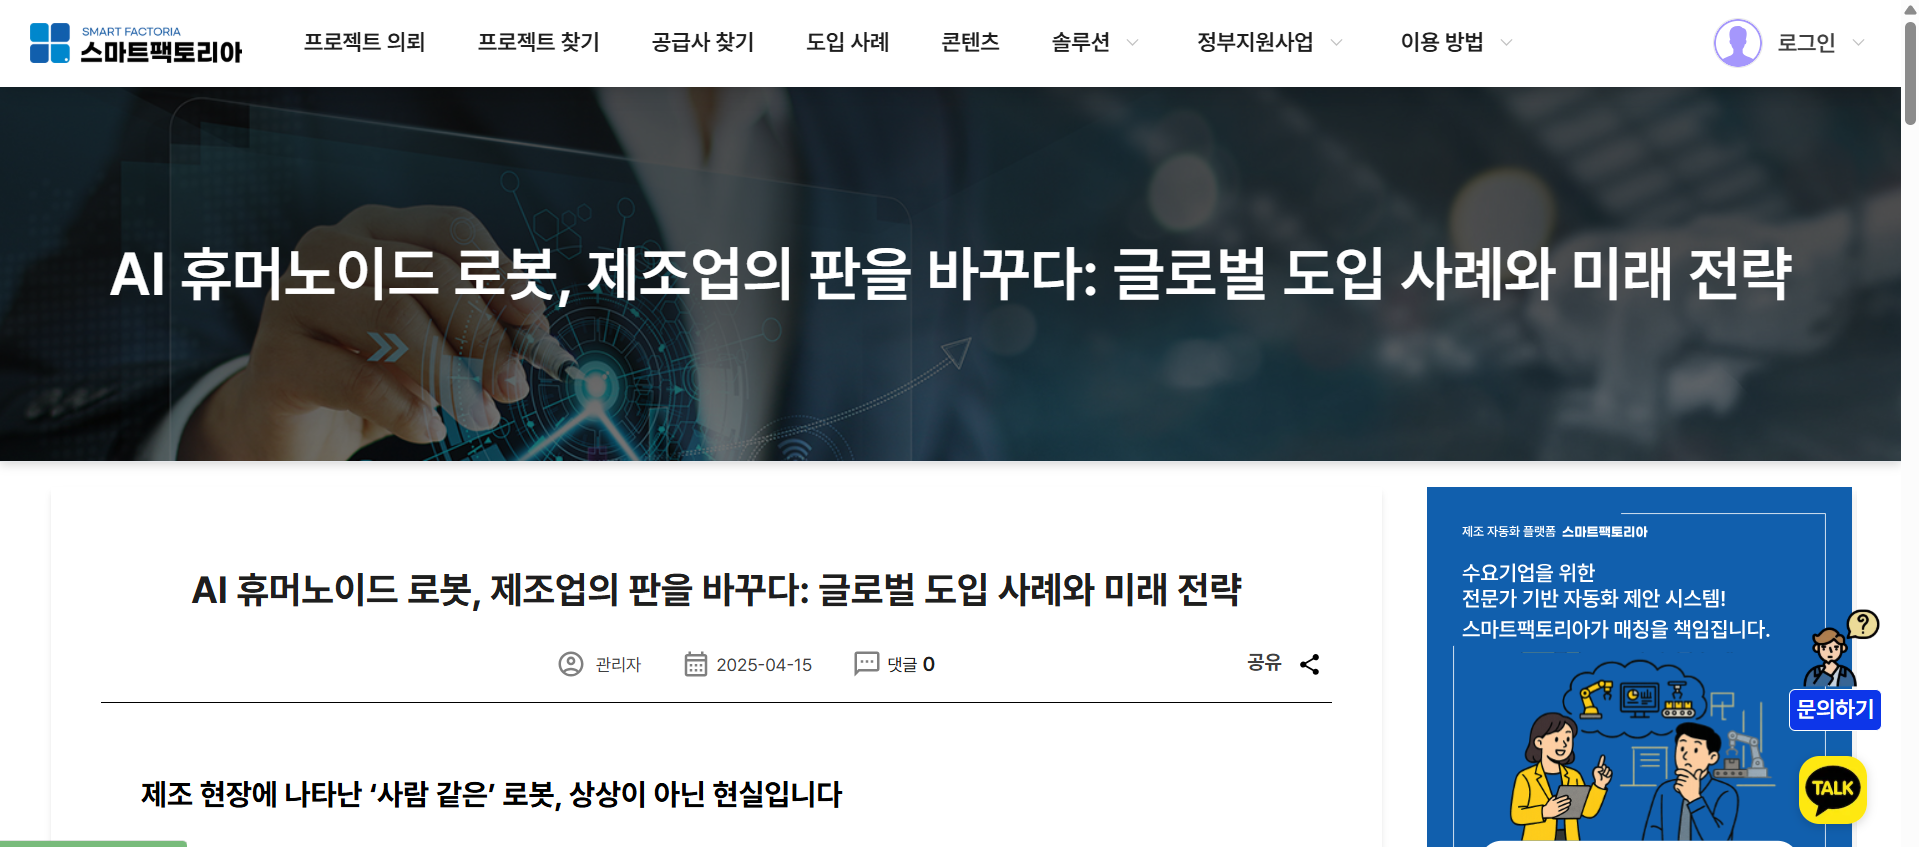 SMART FACTORIA
스마트팩토리아
프로젝트 의뢰
프로젝트 찾기
공급사 찾기
도입 사례
콘텐츠
솔루션
정부지원사업
이용 방법
로그인
AI 휴머노이드 로봇, 제조업의 판을 바꾸다: 글로벌 도입 사례와 미래 전략
AI 휴머노이드 로봇, 제조업의 판을 바꾸다: 글로벌 도입 사례와 미래 전략
관리자
2025-04-15
댓글 0
공유
제조 현장에 나타난 ‘사람 같은’ 로봇, 상상이 아닌 현실입니다
제조 자동화 플랫폼 스마트팩토리아
수요기업을 위한
전문가 기반 자동화 제안 시스템!
스마트팩토리아가 매칭을 책임집니다.
?
문의하기
TALK